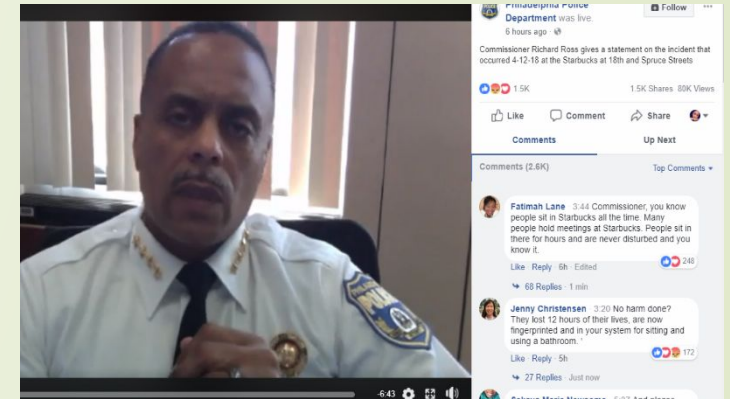 Philadelphia Police
Department was live.
6 hours ago
Follow
Commissioner Richard Ross gives a statement on the incident that
occurred 4-12-18 at the Starbucks at 18th and Spruce Streets
1.5K
1.5K Shares 80K Views
Like Comment Share
Comments Up Next
Comments (2.6K) Top Comments
Fatimah Lane 3:44 Commissioner, you know
people sit in Starbucks all the time. Many
people hold meetings at Starbucks. People sit in
there for hours and are never disturbed and you
know it.
248
Like · Reply · 6h · Edited
68 Replies · 1 min
Jenny Christensen 3:20 No harm done?
They lost 12 hours of their lives, are now
fingerprinted and in your system for sitting and
using a bathroom. '
172
Like · Reply · 5h
27 Replies · Just now
POLICE
-6:43